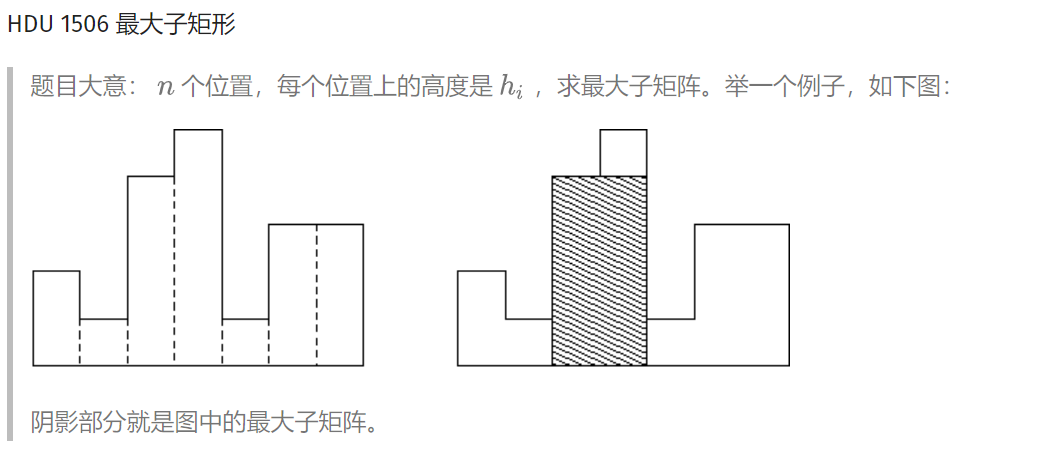 HDU 1506 最大子矩形
题目大意： n 个位置，每个位置上的高度是 hᵢ ，求最大子矩阵。举一个例子，如下图：
阴影部分就是图中的最大子矩阵。